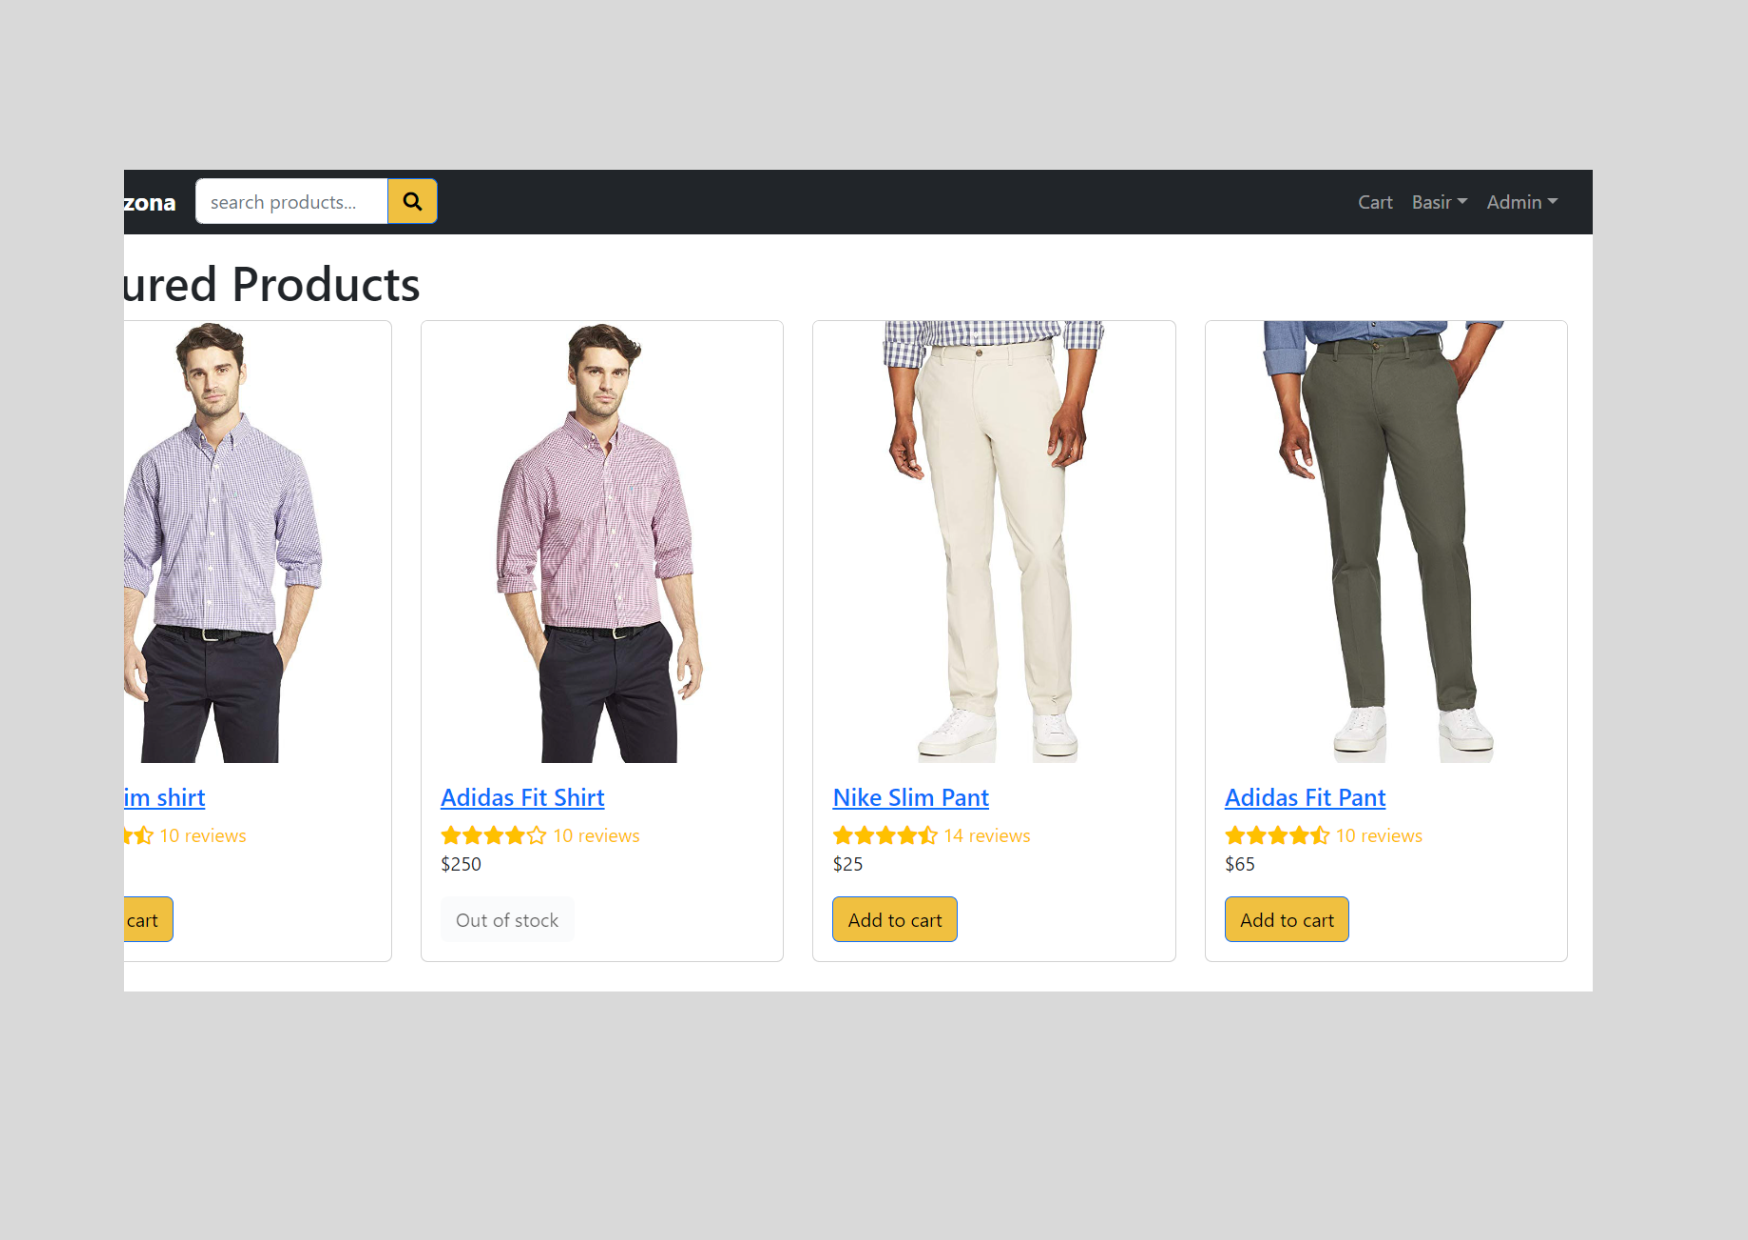 zona search products... Cart Basir Admin
ured Products
im shirt
10 reviews
cart
Adidas Fit Shirt
10 reviews
$250
Out of stock
Nike Slim Pant
14 reviews
$25
Add to cart
Adidas Fit Pant
10 reviews
$65
Add to cart